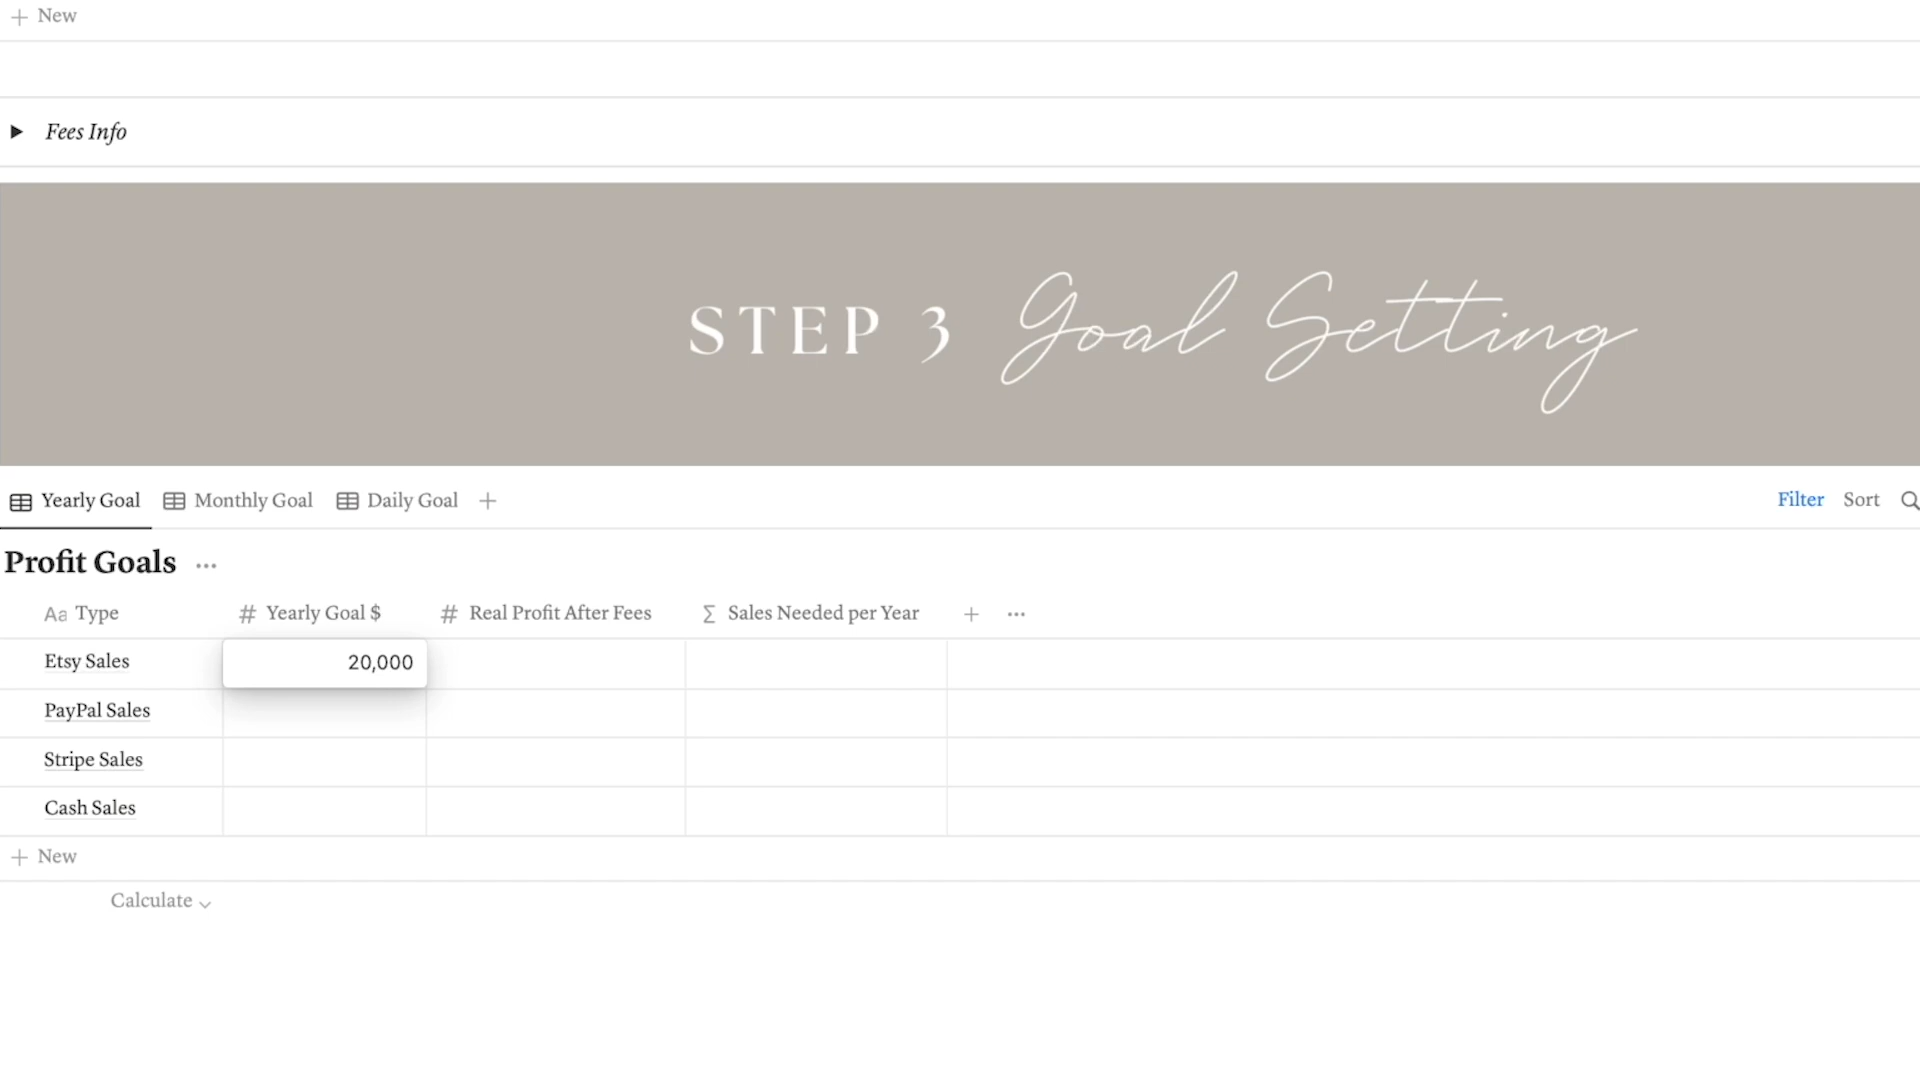 New
Fees Info
STEP 3 Goal Setting
Yearly Goal Monthly Goal Daily Goal Filter Sort
Profit Goals ...
Aa Type # Yearly Goal $ # Real Profit After Fees Σ Sales Needed per Year + ...
Etsy Sales 20,000
PayPal Sales
Stripe Sales
Cash Sales
+ New
Calculate